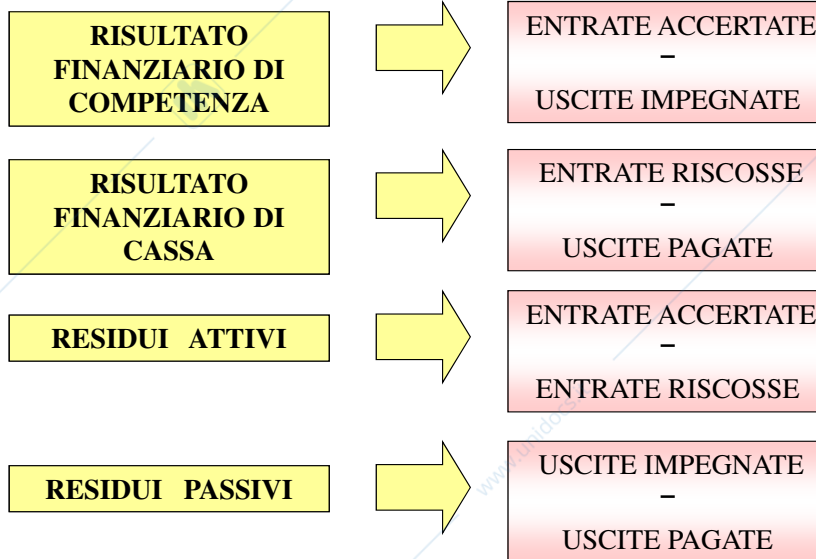 RISULTATO
FINANZIARIO DI
COMPETENZA
ENTRATE ACCERTATE
–
USCITE IMPEGNATE
RISULTATO
FINANZIARIO DI
CASSA
ENTRATE RISCOSSE
–
USCITE PAGATE
RESIDUI ATTIVI
ENTRATE ACCERTATE
–
ENTRATE RISCOSSE
RESIDUI PASSIVI
USCITE IMPEGNATE
–
USCITE PAGATE